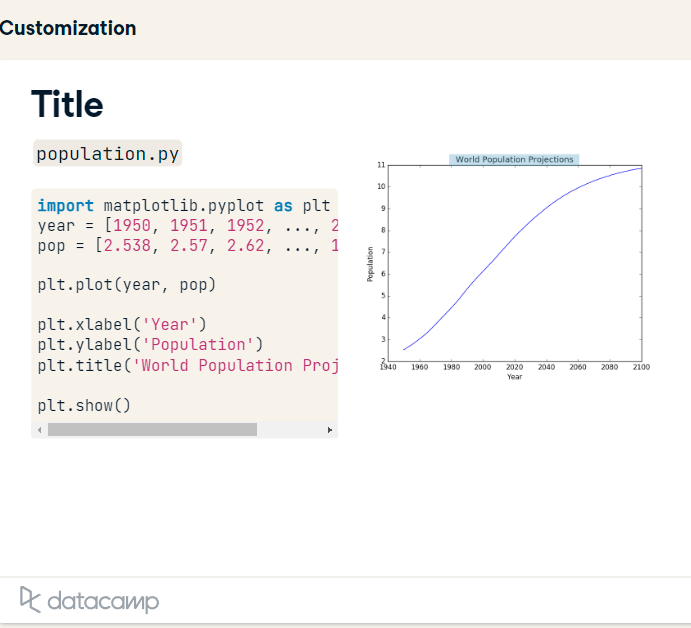 Customization
Title
population.py
import matplotlib.pyplot as plt
year = [1950, 1951, 1952, ..., 2
pop = [2.538, 2.57, 2.62, ..., 1
plt.plot(year, pop)
plt.xlabel('Year')
plt.ylabel('Population')
plt.title('World Population Proj
plt.show()
World Population Projections
11
10
9
8
7
6
5
4
3
2
Population
1940 1960 1980 2000 2020 2040 2060 2080 2100
Year
datacamp